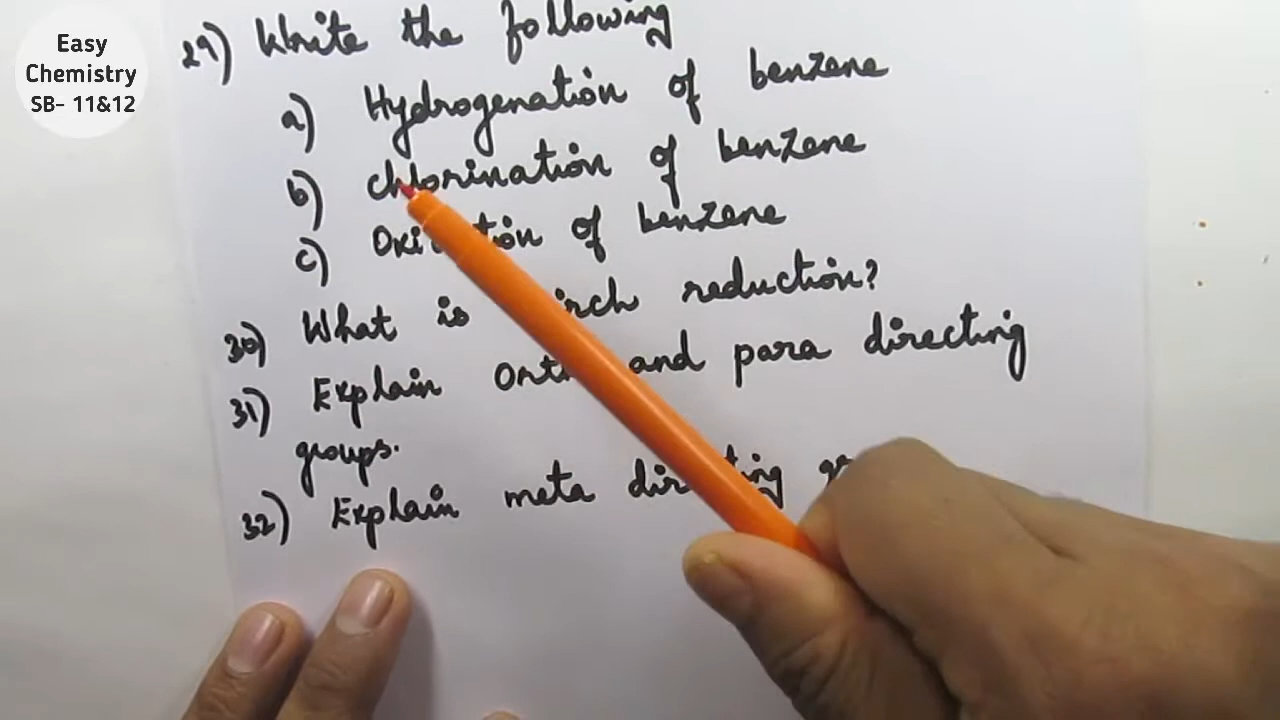 Easy
Chemistry
SB- 11&12
29) Write the following
a) Hydrogenation of benzene
b) chlorination of benzene
c) of benzene
30) What is reduction?
31) Explain and para directing
groups.
32) Explain meta